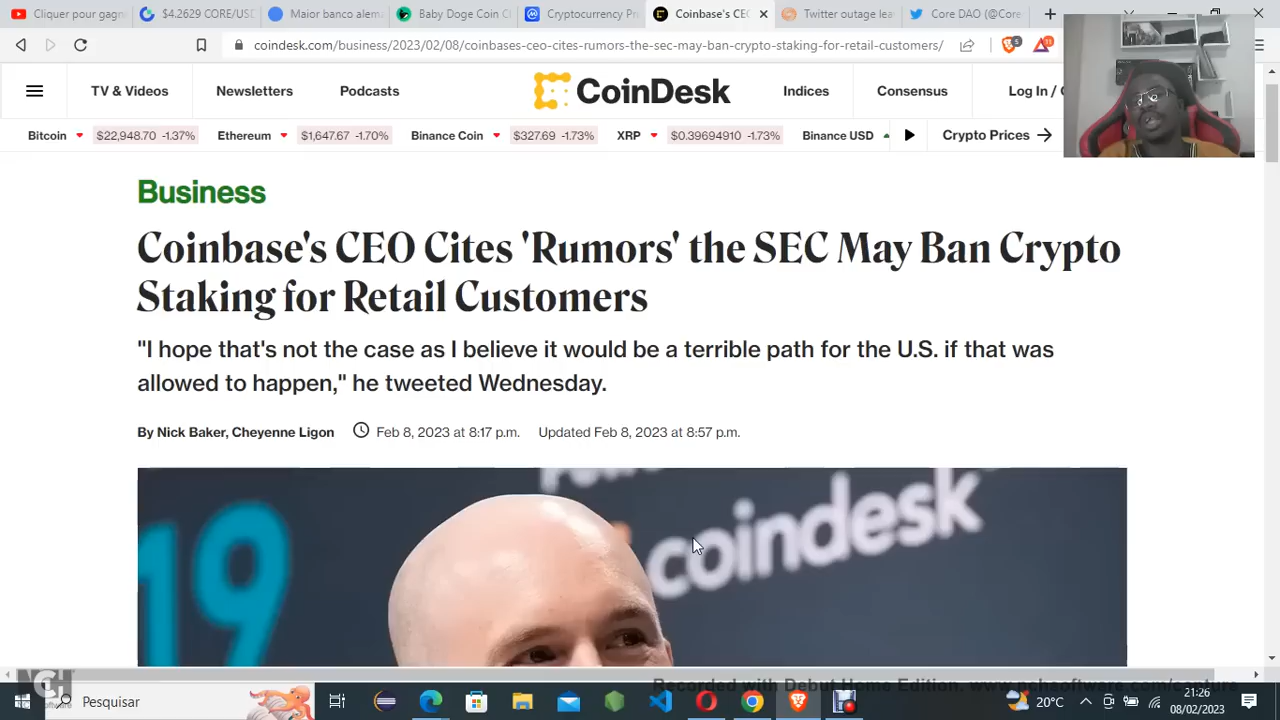 Cliquer pour gagn
$4.2629 CORE/USD
Maior banco alem
Baby Doge Coin C
Cryptocurrency Pr
Coinbase's CE
Twitter outage lea
Core DAO (@Core
coindesk.com/business/2023/02/08/coinbases-ceo-cites-rumors-the-sec-may-ban-crypto-staking-for-retail-customers/
TV & Videos
Newsletters
Podcasts
CoinDesk
Indices
Consensus
Log In /
Bitcoin $22,948.70 -1.37% Ethereum $1,647.67 -1.70% Binance Coin $327.69 -1.73% XRP $0.39694910 -1.73% Binance USD
Crypto Prices
Business
Coinbase's CEO Cites 'Rumors' the SEC May Ban Crypto
Staking for Retail Customers
"I hope that's not the case as I believe it would be a terrible path for the U.S. if that was
allowed to happen," he tweeted Wednesday.
By Nick Baker, Cheyenne Ligon Feb 8, 2023 at 8:17 p.m. Updated Feb 8, 2023 at 8:57 p.m.
19
coindesk
NCH
Recorded with Debut Home Edition. www.nchsoftware.com/capture
Pesquisar
20°C
21:26
08/02/2023